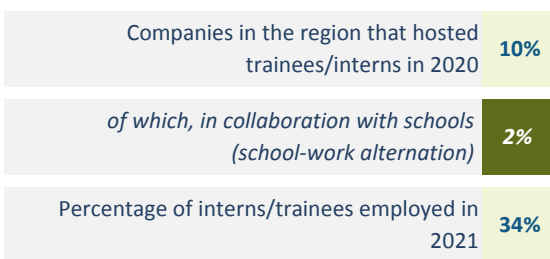 Companies in the region that hosted
trainees/interns in 2020
10%
of which, in collaboration with schools
(school-work alternation)
2%
Percentage of interns/trainees employed in
2021
34%